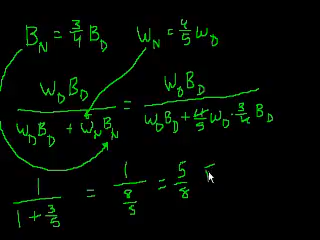 B_N = 3/4 B_D   W_N = 4/5 W_D
W_D B_D / (W_D B_D + W_N B_N) = W_D B_D / (W_D B_D + 4/5 W_D · 3/4 B_D)
1 / (1 + 3/5) = 1 / (8/5) = 5/8